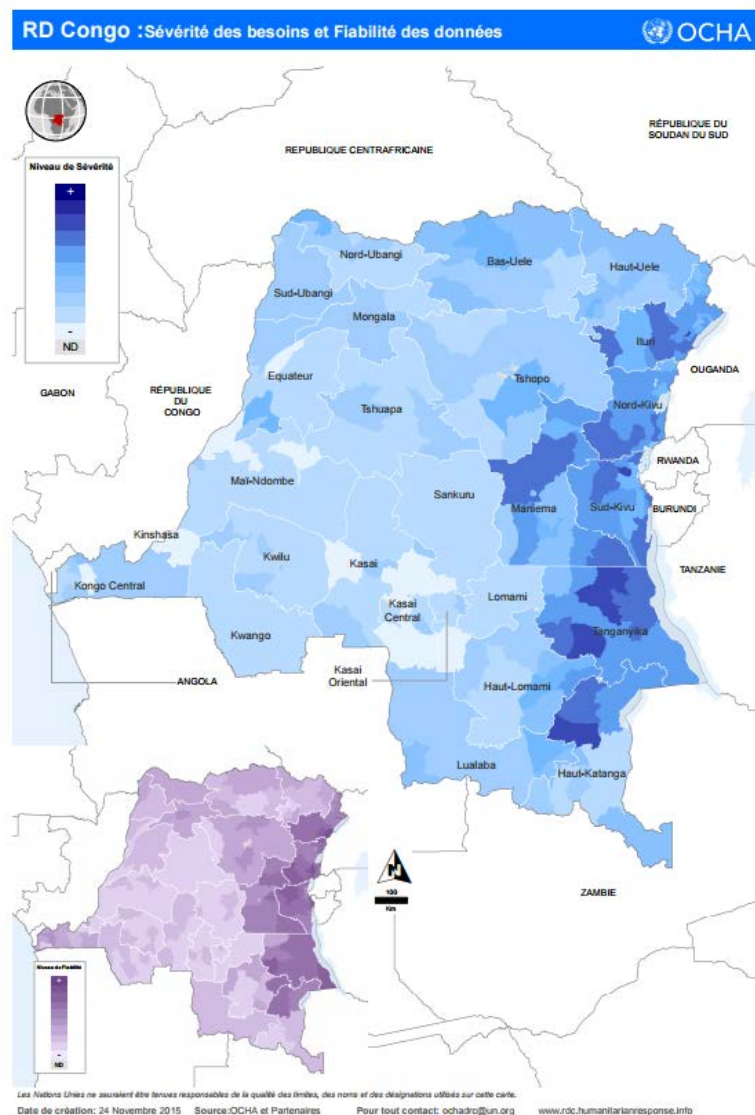 RD Congo :Sévérité des besoins et Fiabilité des données
OCHA
RÉPUBLIQUE DU
SOUDAN DU SUD
REPUBLIQUE CENTRAFRICAINE
Niveau de Sévérité
+
-
ND
Nord-Ubangi
Bas-Uele
Haut-Uele
Sud-Ubangi
Mongala
Ituri
OUGANDA
GABON
RÉPUBLIQUE
DU
CONGO
Equateur
Tshopo
Tshuapa
Nord-Kivu
RWANDA
Maï-Ndombe
Sankuru
Maniema
Sud-Kivu
BURUNDI
Kinshasa
Kwilu
Kasai
TANZANIE
Kongo Central
Kasai
Central
Lomami
Kwango
Tanganyika
ANGOLA
Kasai
Oriental
Haut-Lomami
Lualaba
Haut-Katanga
N
100
Km
ZAMBIE
Niveau de Fiabilité
+
-
ND
Les Nations Unies ne sauraient être tenues responsables de la qualité des limites, des noms et des désignations utilisés sur cette carte.
Date de création: 24 Novembre 2015 Source:OCHA et Partenaires Pour tout contact: ochadrc@un.org www.rdc.humanitarianresponse.info